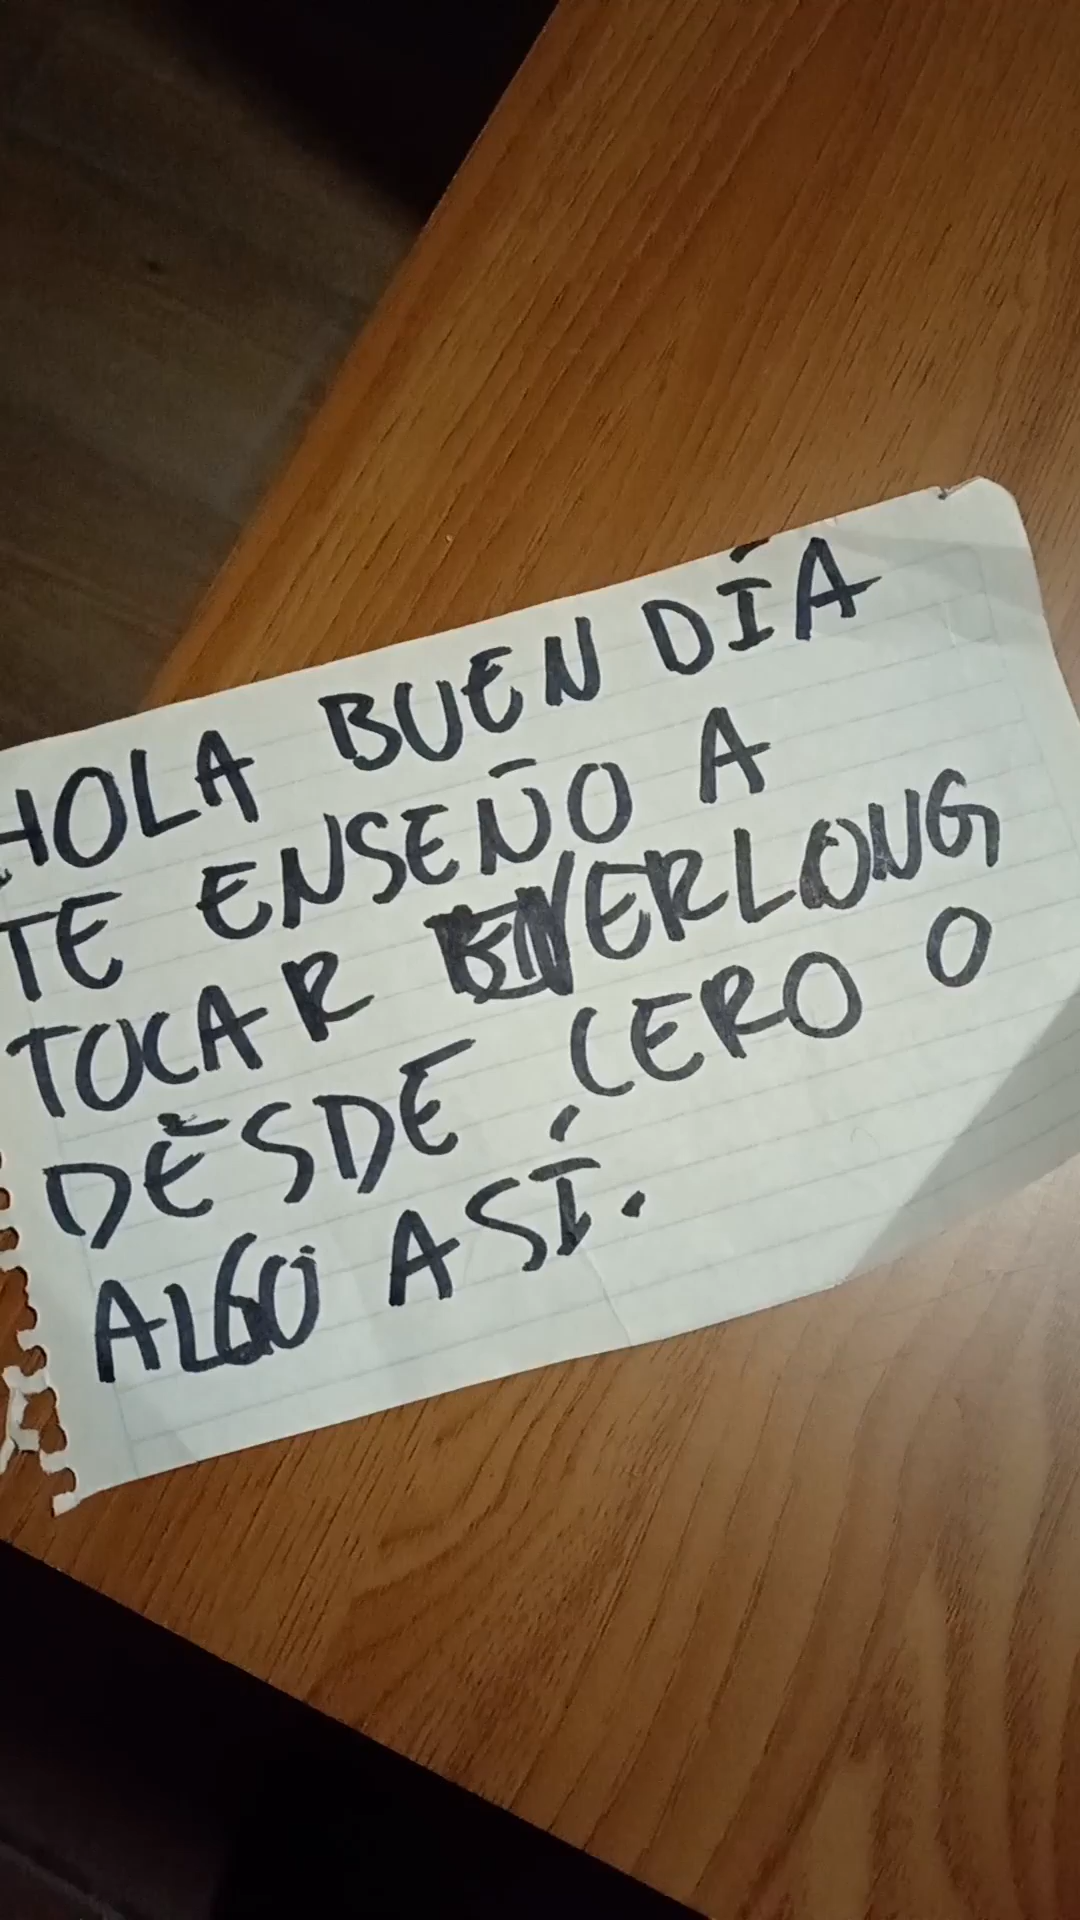 HOLA BUEN DÍA
TE ENSEÑO A
TOCAR EVERLONG
DESDE CERO O
ALGO ASÍ.